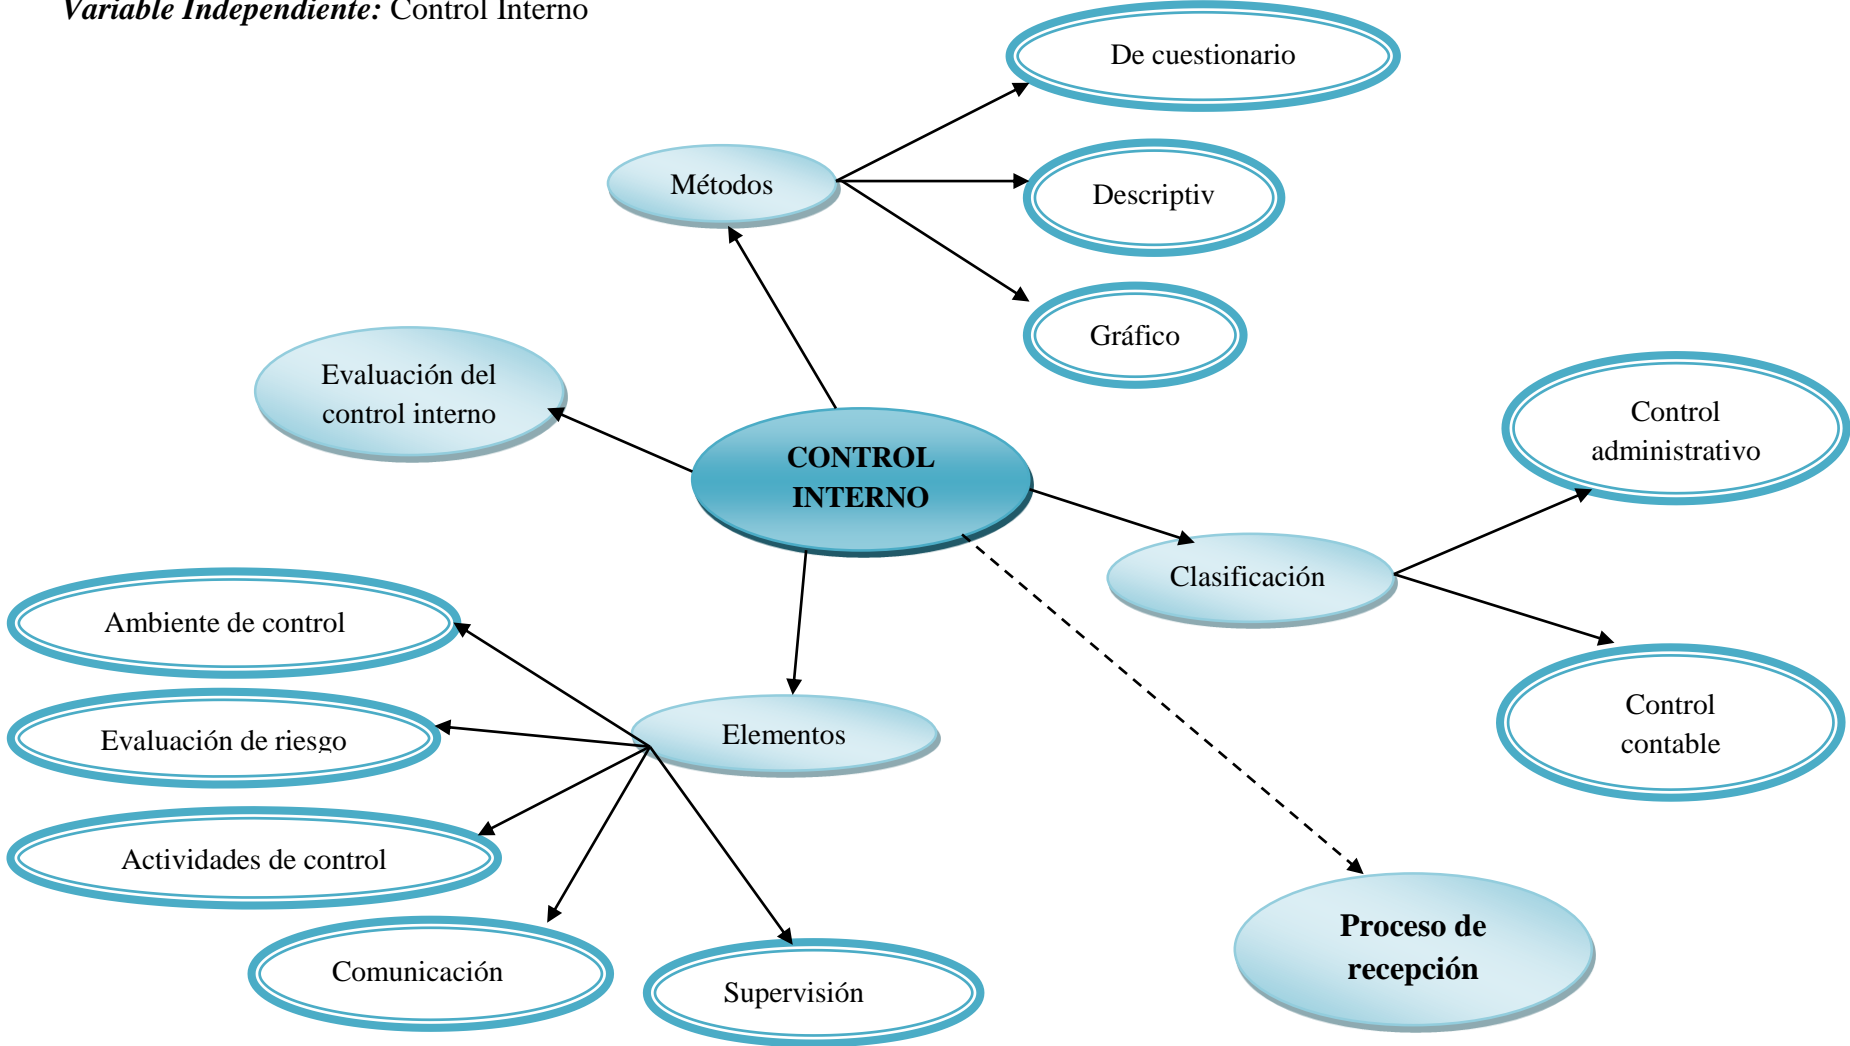 Variable Independiente: Control Interno
De cuestionario
Métodos
Descriptiv
Gráfico
Evaluación del
control interno
CONTROL
INTERNO
Control
administrativo
Clasificación
Ambiente de control
Evaluación de riesgo
Elementos
Control
contable
Actividades de control
Comunicación
Supervisión
Proceso de
recepción